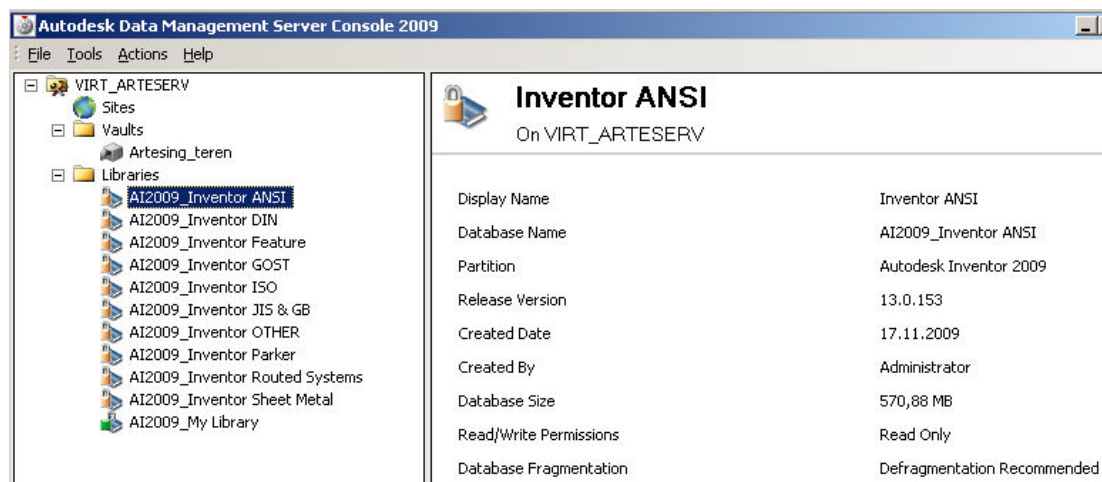 Autodesk Data Management Server Console 2009
File Tools Actions Help
VIRT_ARTESERV
Sites
Vaults
Artesing_teren
Libraries
AI2009_Inventor ANSI
AI2009_Inventor DIN
AI2009_Inventor Feature
AI2009_Inventor GOST
AI2009_Inventor ISO
AI2009_Inventor JIS & GB
AI2009_Inventor OTHER
AI2009_Inventor Parker
AI2009_Inventor Routed Systems
AI2009_Inventor Sheet Metal
AI2009_My Library
Inventor ANSI
On VIRT_ARTESERV
Display Name Inventor ANSI
Database Name AI2009_Inventor ANSI
Partition Autodesk Inventor 2009
Release Version 13.0.153
Created Date 17.11.2009
Created By Administrator
Database Size 570,88 MB
Read/Write Permissions Read Only
Database Fragmentation Defragmentation Recommended